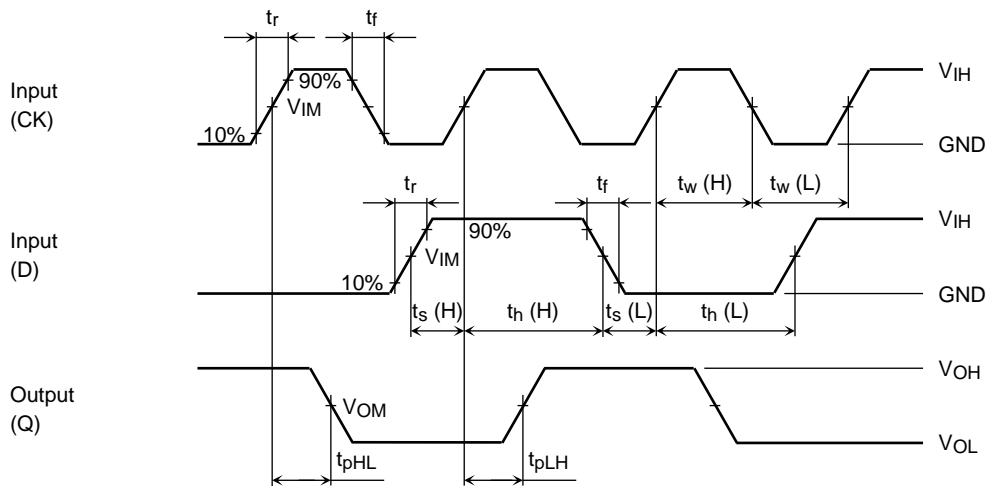 tr tf
Input
(CK)
90%
VIM
10%
VIH
GND
tr tf tw (H) tw (L)
Input
(D)
90%
VIM
10%
VIH
GND
ts (H) th (H) ts (L) th (L)
Output
(Q)
VOM
VOH
VOL
tpHL tpLH